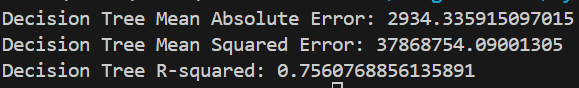 Decision Tree Mean Absolute Error: 2934.335915097015
Decision Tree Mean Squared Error: 37868754.09001305
Decision Tree R-squared: 0.7560768856135891